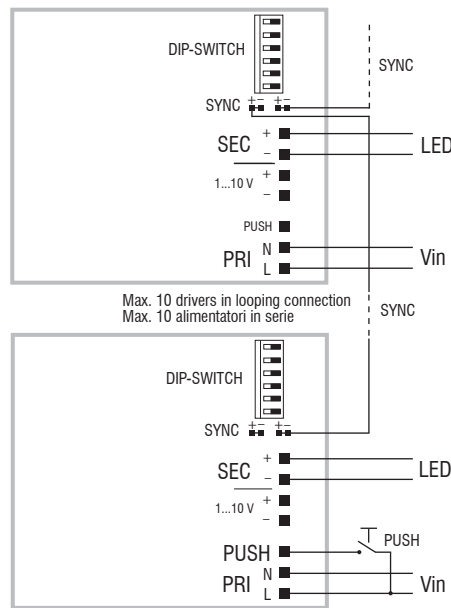 DIP-SWITCH
SYNC
SYNC
+ - + -
SEC
+
-
LED
1...10 V
+
-
PUSH
PRI
N
L
Vin
Max. 10 drivers in looping connection
Max. 10 alimentatori in serie
SYNC
DIP-SWITCH
SYNC
+ - + -
SEC
+
-
LED
1...10 V
+
-
PUSH
PUSH
PRI
N
L
Vin